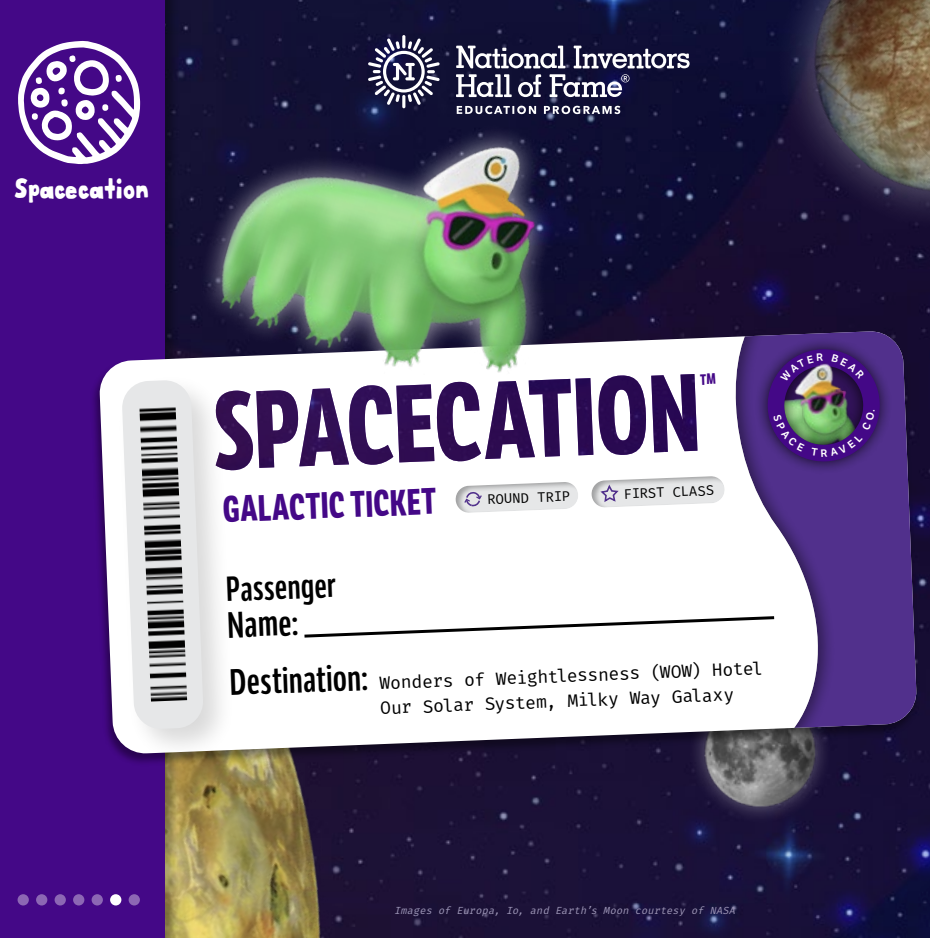 Spacecation
National Inventors
Hall of Fame®
EDUCATION PROGRAMS
SPACECATION™
GALACTIC TICKET
ROUND TRIP
FIRST CLASS
WATER BEAR
SPACE TRAVEL CO.
Passenger
Name:
Destination: Wonders of Weightlessness (WOW) Hotel
Our Solar System, Milky Way Galaxy
Images of Europa, Io, and Earth's Moon courtesy of NASA